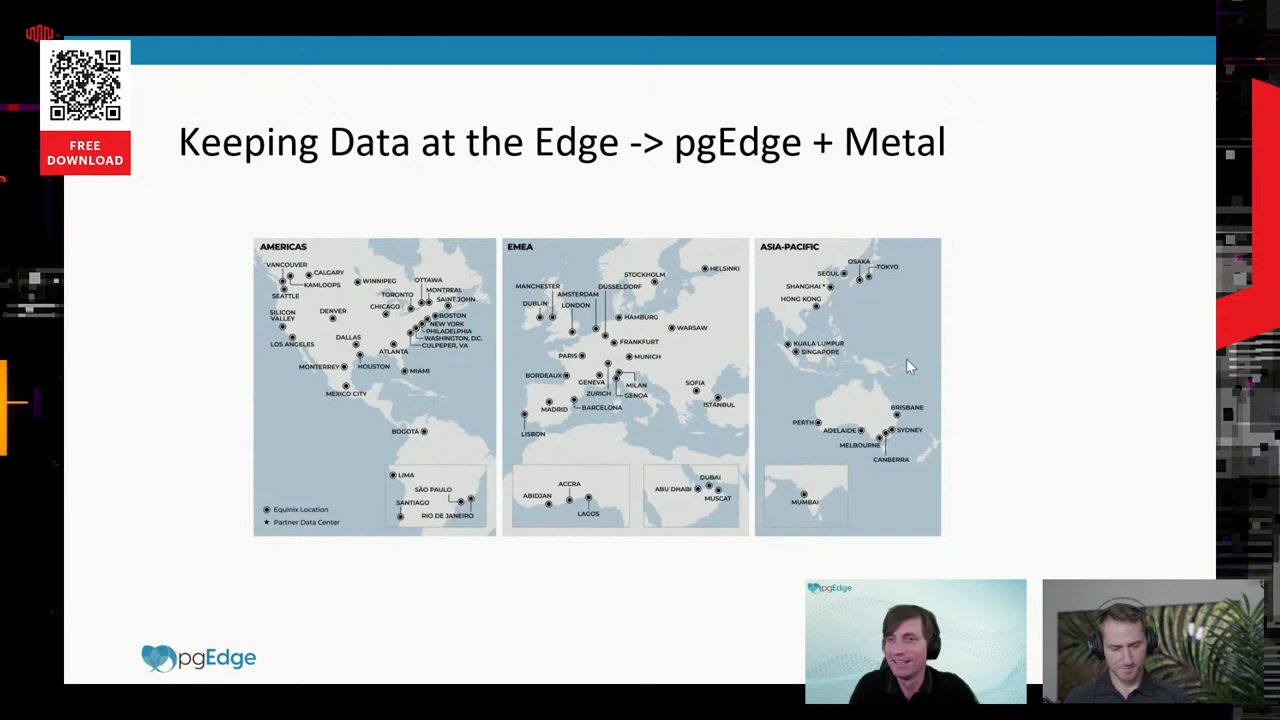 FREE
DOWNLOAD
Keeping Data at the Edge -> pgEdge + Metal
AMERICAS
VANCOUVER
CALGARY
KAMLOOPS
SEATTLE
WINNIPEG
OTTAWA
MONTREAL
TORONTO
SAINT JOHN
CHICAGO
SILICON
VALLEY
DENVER
BOSTON
NEW YORK
PHILADELPHIA
WASHINGTON, D.C.
CULPEPER, VA
LOS ANGELES
DALLAS
ATLANTA
MONTERREY
HOUSTON
MIAMI
MEXICO CITY
BOGOTÁ
LIMA
SÃO PAULO
SANTIAGO
RIO DE JANEIRO
Equinix Location
Partner Data Center
EMEA
HELSINKI
STOCKHOLM
MANCHESTER
DÜSSELDORF
AMSTERDAM
DUBLIN
LONDON
HAMBURG
WARSAW
FRANKFURT
PARIS
MUNICH
BORDEAUX
GENEVA
MILAN
ZURICH
GENOA
SOFIA
ISTANBUL
MADRID
BARCELONA
LISBON
ACCRA
ABIDJAN
LAGOS
DUBAI
ABU DHABI
MUSCAT
ASIA-PACIFIC
OSAKA
TOKYO
SEOUL
SHANGHAI *
HONG KONG
KUALA LUMPUR
SINGAPORE
BRISBANE
PERTH
ADELAIDE
SYDNEY
MELBOURNE
CANBERRA
MUMBAI
pgEdge
pgEdge